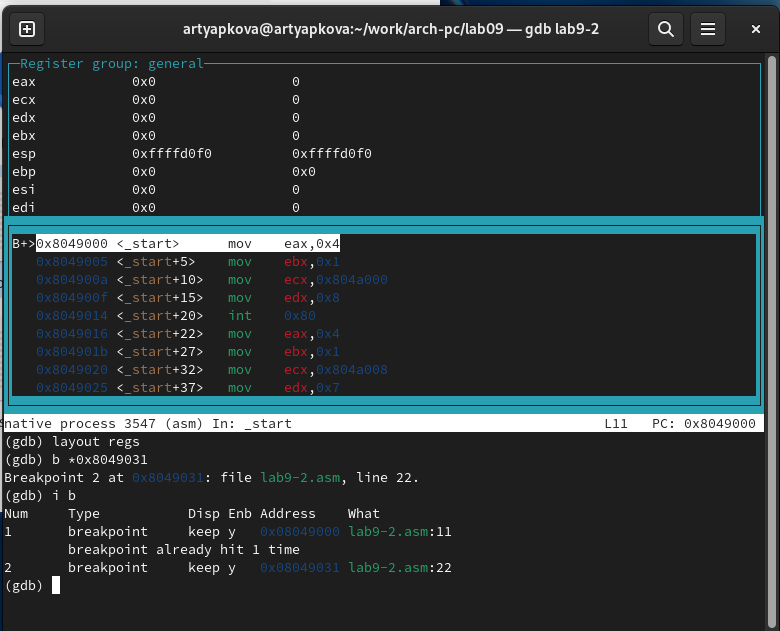 artyapkova@artyapkova:~/work/arch-pc/lab09 — gdb lab9-2
Register group: general
eax 0x0 0
ecx 0x0 0
edx 0x0 0
ebx 0x0 0
esp 0xffffd0f0 0xffffd0f0
ebp 0x0 0x0
esi 0x0 0
edi 0x0 0
B+>0x8049000 <_start> mov eax,0x4
0x8049005 <_start+5> mov ebx,0x1
0x804900a <_start+10> mov ecx,0x804a000
0x804900f <_start+15> mov edx,0x8
0x8049014 <_start+20> int 0x80
0x8049016 <_start+22> mov eax,0x4
0x804901b <_start+27> mov ebx,0x1
0x8049020 <_start+32> mov ecx,0x804a008
0x8049025 <_start+37> mov edx,0x7
native process 3547 (asm) In: _start L11 PC: 0x8049000
(gdb) layout regs
(gdb) b *0x8049031
Breakpoint 2 at 0x8049031: file lab9-2.asm, line 22.
(gdb) i b
Num Type Disp Enb Address What
1 breakpoint keep y 0x08049000 lab9-2.asm:11
breakpoint already hit 1 time
2 breakpoint keep y 0x08049031 lab9-2.asm:22
(gdb)